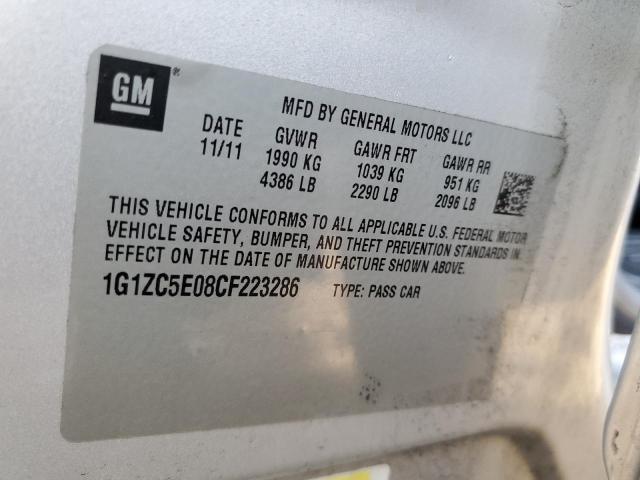 GM
MFD BY GENERAL MOTORS LLC
DATE GVWR GAWR FRT GAWR RR
11/11 1990 KG 1039 KG 951 KG
4386 LB 2290 LB 2096 LB
THIS VEHICLE CONFORMS TO ALL APPLICABLE U.S. FEDERAL MOTOR
VEHICLE SAFETY, BUMPER, AND THEFT PREVENTION STANDARDS IN
EFFECT ON THE DATE OF MANUFACTURE SHOWN ABOVE.
1G1ZC5E08CF223286 TYPE: PASS CAR